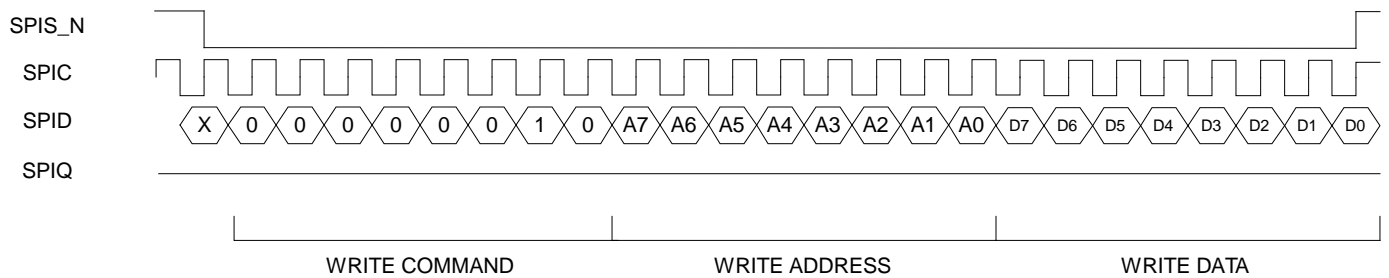 SPIS_N
SPIC
SPID X 0 0 0 0 0 0 1 0 A7 A6 A5 A4 A3 A2 A1 A0 D7 D6 D5 D4 D3 D2 D1 D0
SPIQ
WRITE COMMAND WRITE ADDRESS WRITE DATA